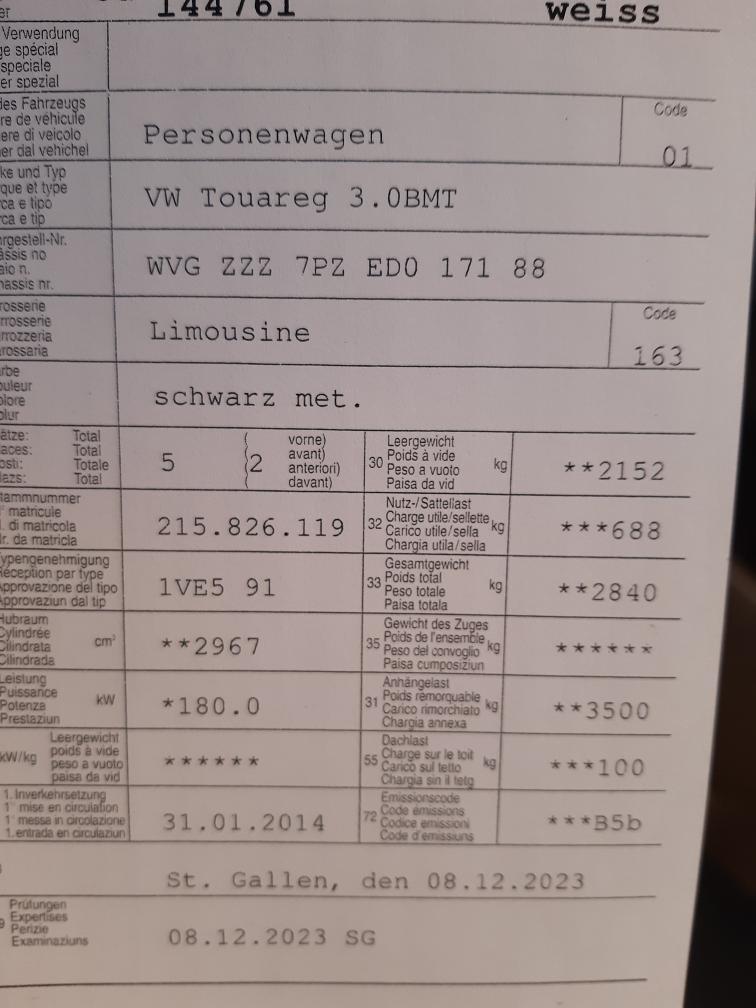 144761 weiss
Verwendung
ge spécial
speciale
er spezial
des Fahrzeugs
re de véhicule
ere di veicolo
ner dal vehichel
Personenwagen
Code
01
ke und Typ
que et type
ca e tipo
ca e tip
VW Touareg 3.0BMT
rgestell-Nr.
âssis no
aio n.
hassis nr.
WVG ZZZ 7PZ ED0 171 88
rosserie
rrosserie
rrozzeria
rossaria
Limousine
Code
163
rbe
ouleur
olore
olur
schwarz met.
ätze: Total
aces: Total
osti: Totale
lazs: Total
5 (2
vorne)
avant)
anteriori)
davant)
30 Leergewicht
Poids à vide
Peso a vuoto
Paisa da vid
kg
**2152
tammnummer
matricule
. di matricola
r. da matricla
215.826.119
32 Nutz-/Sattellast
Charge utile/sellette
Carico utile/sella
Chargia utila/sella
kg
***688
ypengenehmigung
éception par type
pprovazione del tipo
pprovaziun dal tip
1VE5 91
33 Gesamtgewicht
Poids total
Peso totale
Paisa totala
kg
**2840
Hubraum
Cylindrée
Cilindrata
Cilindrada
cm³
**2967
35 Gewicht des Zuges
Poids de l'ensemble
Peso del convoglio
Paisa cumposiziun
kg
******
Leistung
Puissance
Potenza
Prestaziun
kW
*180.0
31 Anhängelast
Poids remorquable
Carico rimorchiato
Chargia annexa
kg
**3500
kW/kg
Leergewicht
poids à vide
peso a vuoto
paisa da vid
******
55 Dachlast
Charge sur le toit
Carico sul tetto
Chargia sin il tetg
kg
***100
1. Inverkehrsetzung
1ʳᵉ mise en circulation
1ª messa in circolazione
1. entrada en circulaziun
31.01.2014
72 Emissionscode
Code émissions
Codice emissioni
Code d'emissiuns
***B5b
St. Gallen, den 08.12.2023
Prüfungen
Expertises
Perizie
Examinaziuns
08.12.2023 SG